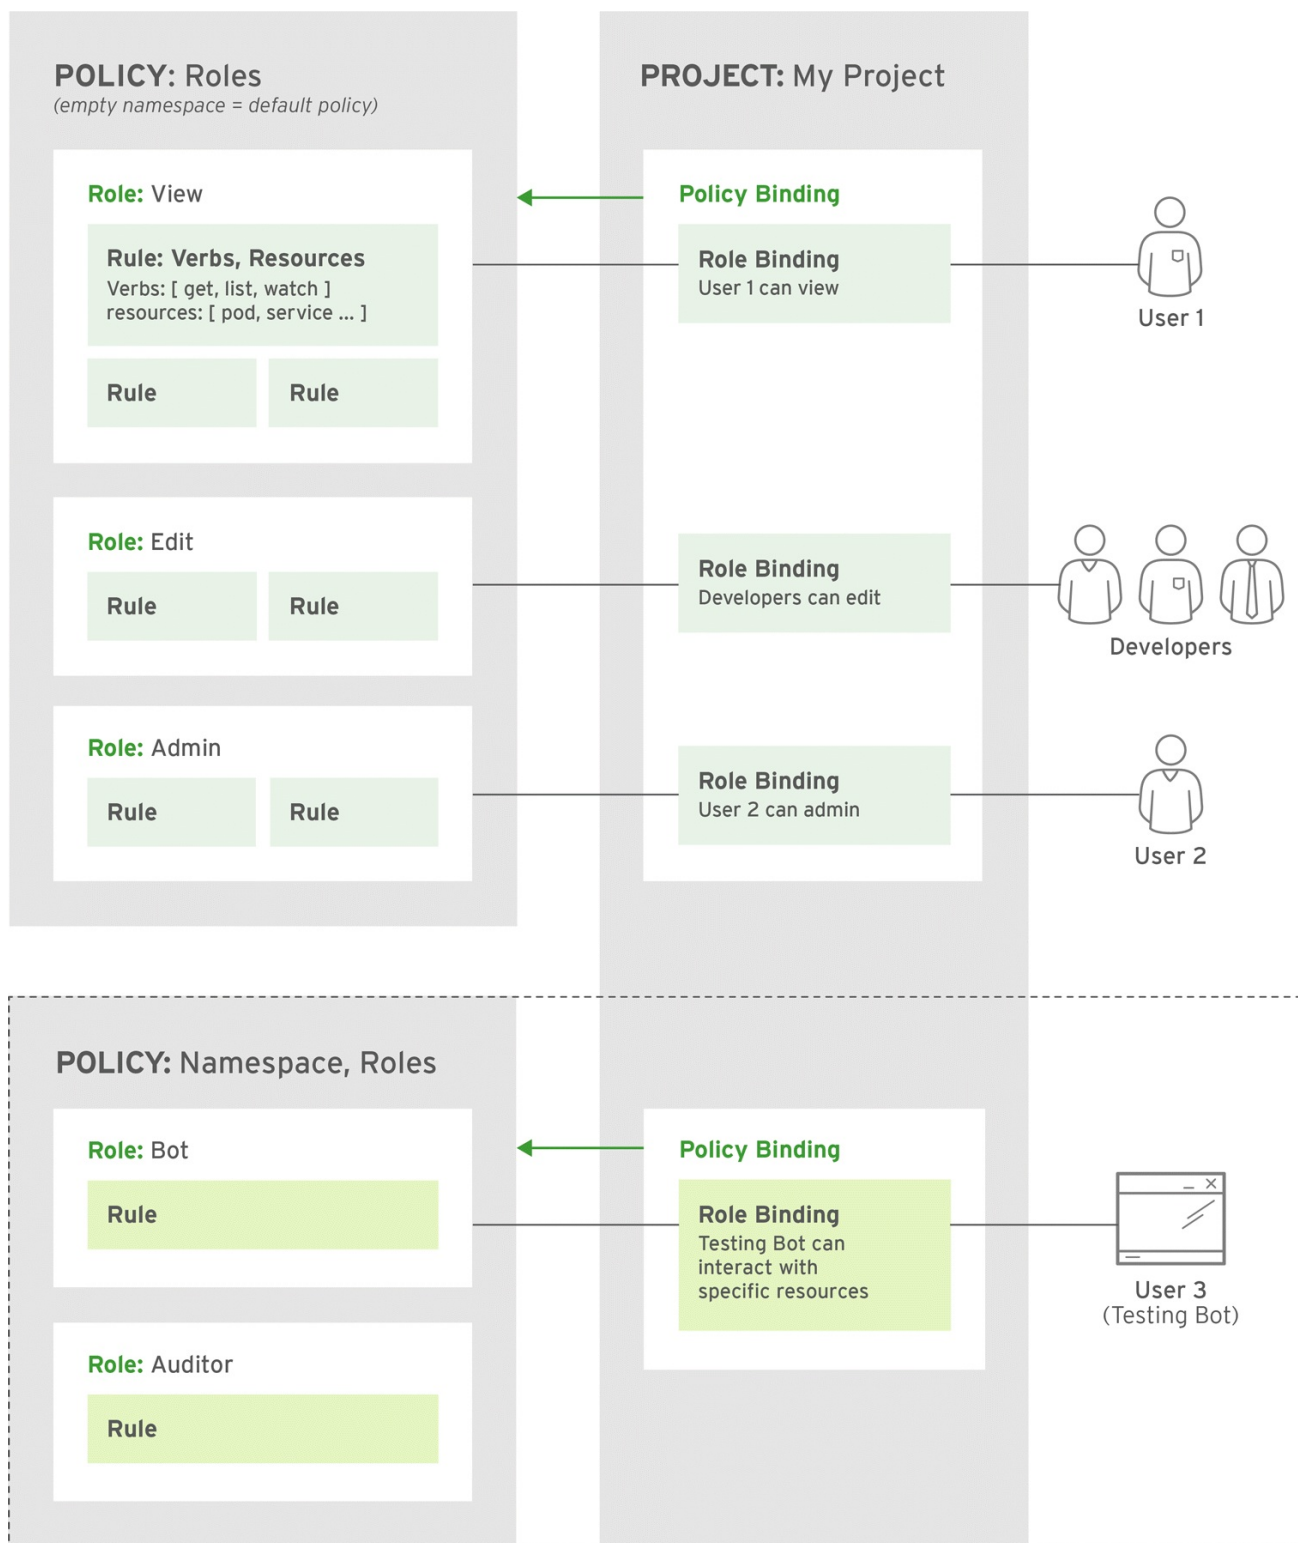 POLICY: Roles
(empty namespace = default policy)
Role: View
Rule: Verbs, Resources
Verbs: [ get, list, watch ]
resources: [ pod, service ... ]
Rule
Rule
Role: Edit
Rule
Rule
Role: Admin
Rule
Rule
PROJECT: My Project
Policy Binding
Role Binding
User 1 can view
Role Binding
Developers can edit
Role Binding
User 2 can admin
User 1
Developers
User 2
POLICY: Namespace, Roles
Role: Bot
Rule
Role: Auditor
Rule
Policy Binding
Role Binding
Testing Bot can
interact with
specific resources
User 3
(Testing Bot)